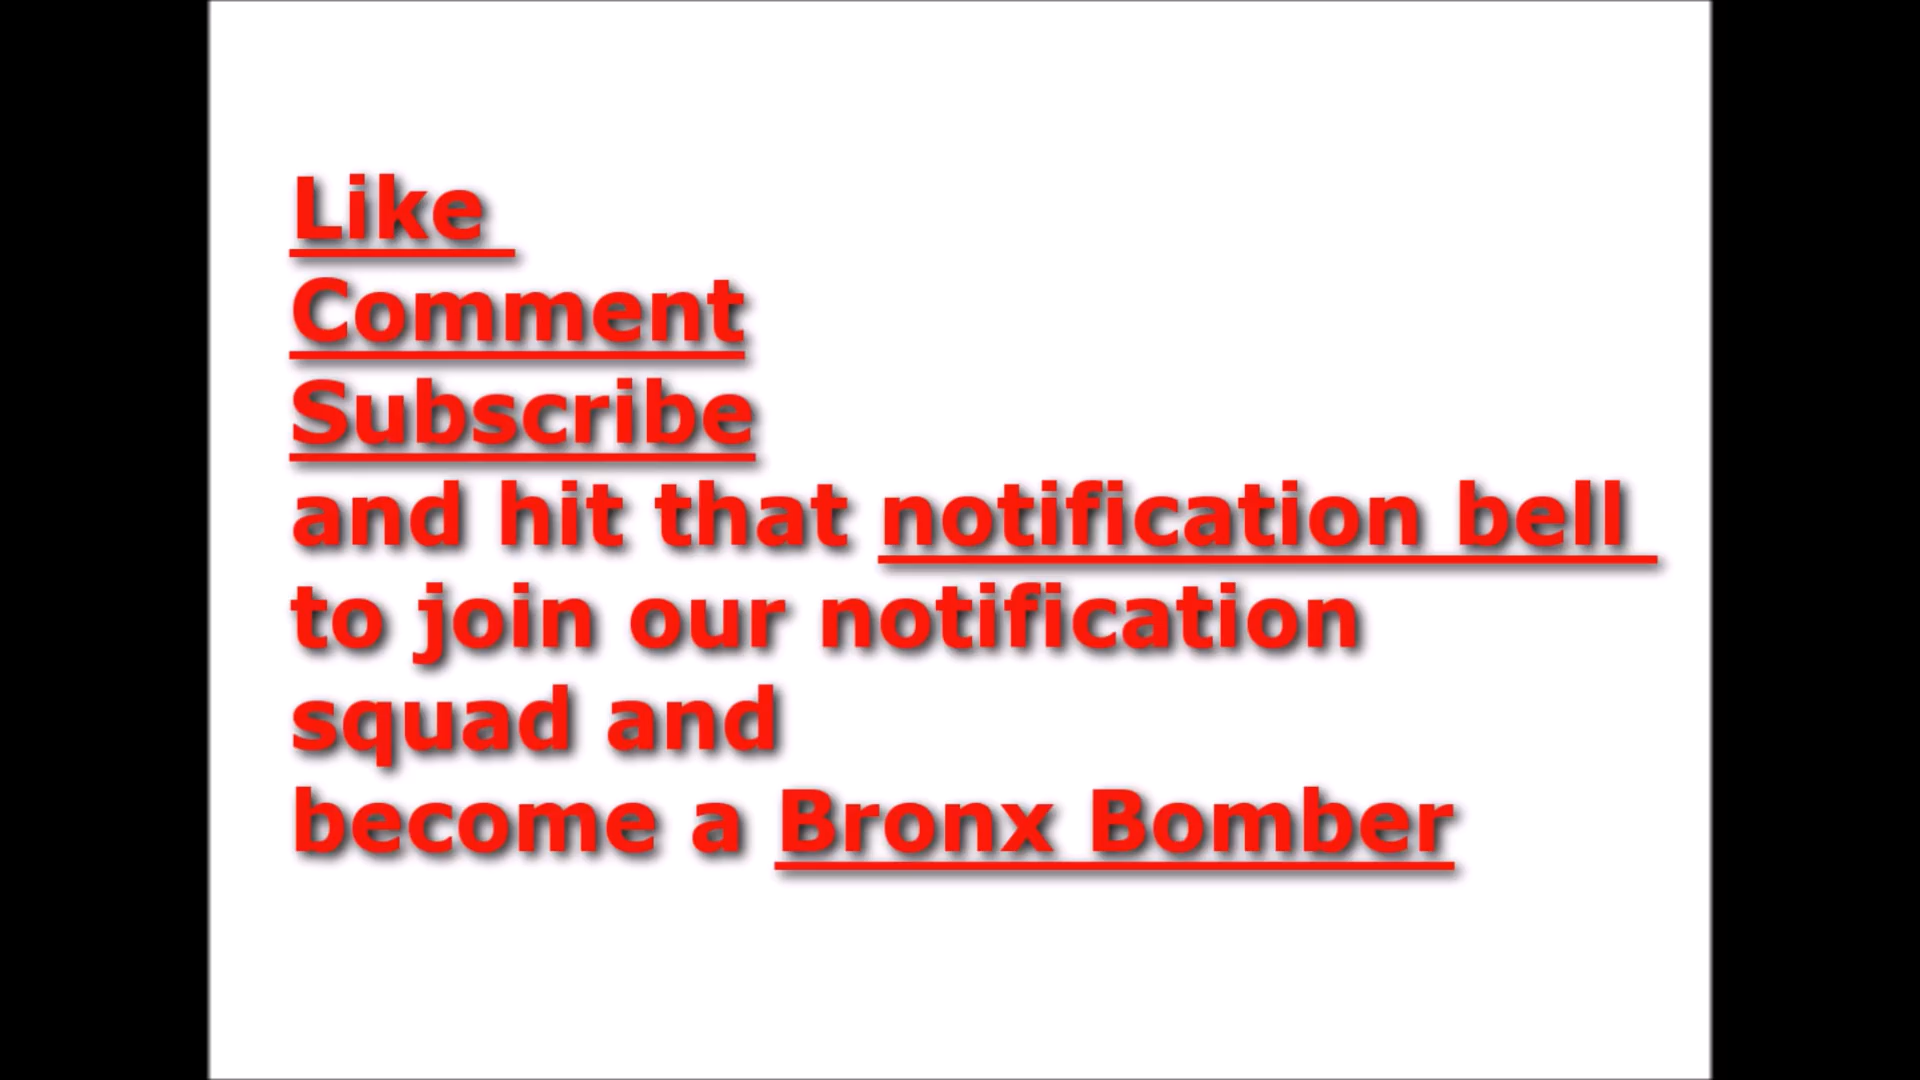 Like
Comment
Subscribe
and hit that notification bell
to join our notification
squad and
become a Bronx Bomber